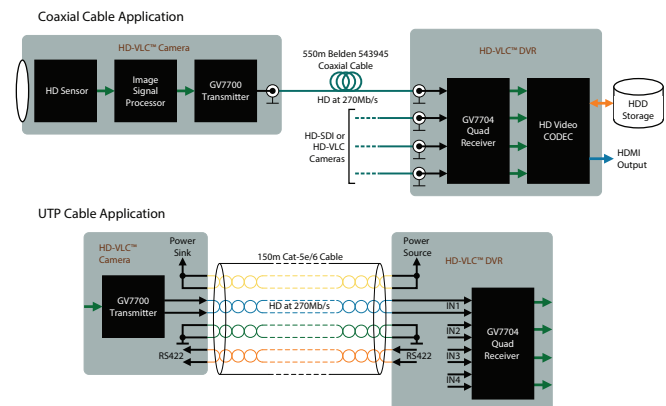 Coaxial Cable Application
HD-VLC™ Camera
HD Sensor
Image
Signal
Processor
GV7700
Transmitter
550m Belden 543945
Coaxial Cable
HD at 270Mb/s
HD-SDI or
HD-VLC
Cameras
HD-VLC™ DVR
GV7704
Quad
Receiver
HD Video
CODEC
HDD
Storage
HDMI
Output
UTP Cable Application
HD-VLC™
Camera
Power
Sink
GV7700
Transmitter
RS422
150m Cat-5e/6 Cable
HD at 270Mb/s
Power
Source
HD-VLC™ DVR
IN1
IN2
IN3
IN4
RS422
GV7704
Quad
Receiver